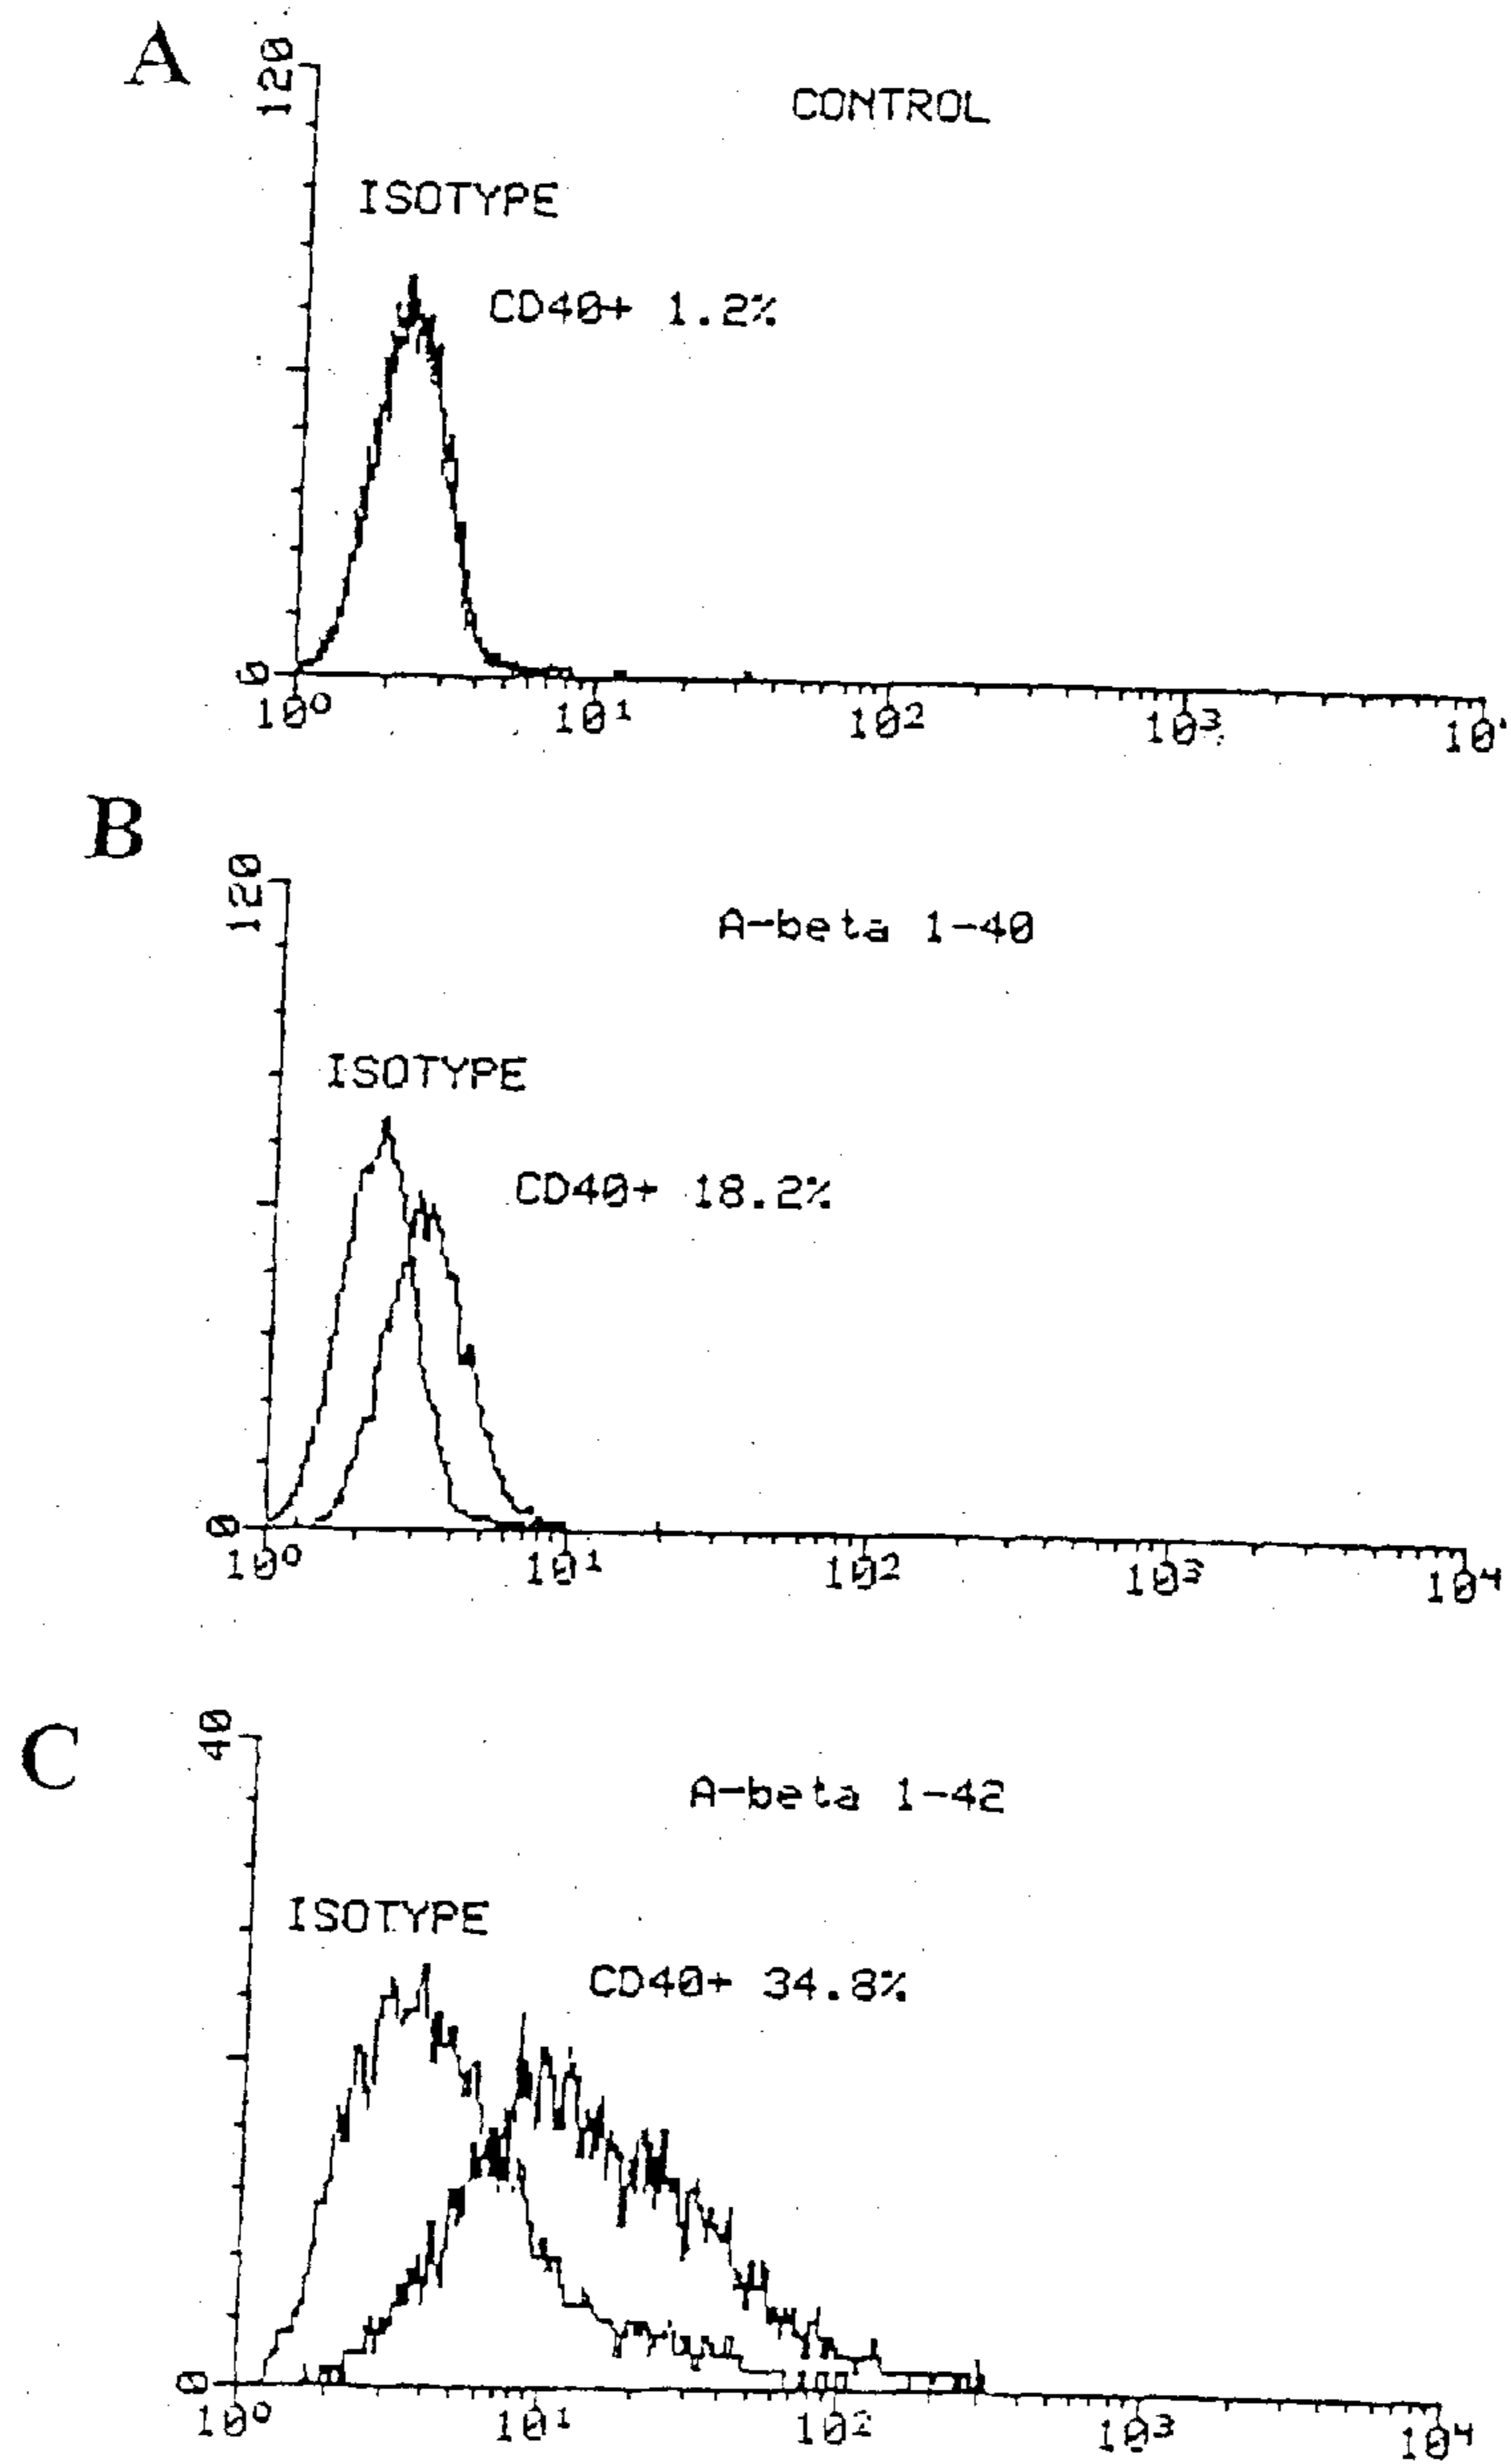 A
120
CONTROL
ISOTYPE
CD40+ 1.2%
0
10⁰ 10¹ 10² 10³ 10
B
120
A-beta 1-40
ISOTYPE
CD40+ 18.2%
0
10⁰ 10¹ 10² 10³ 10⁴
C
40
A-beta 1-42
ISOTYPE
CD40+ 34.8%
0
10⁰ 10¹ 10² 10³ 10⁴